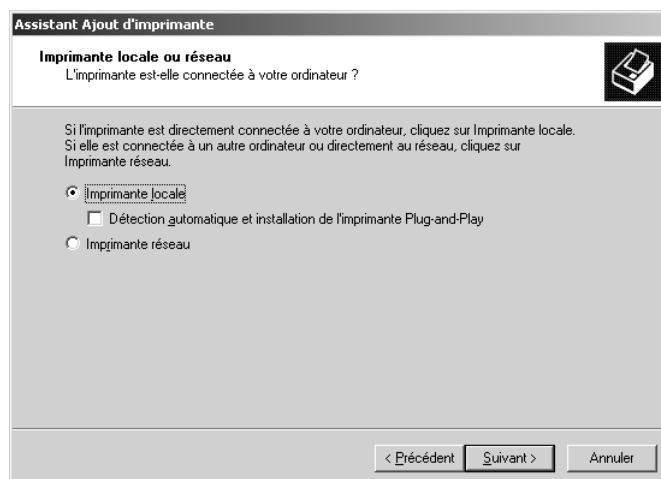 Assistant Ajout d'imprimante
Imprimante locale ou réseau
L'imprimante est-elle connectée à votre ordinateur ?
Si l'imprimante est directement connectée à votre ordinateur, cliquez sur Imprimante locale.
Si elle est connectée à un autre ordinateur ou directement au réseau, cliquez sur
Imprimante réseau.
Imprimante locale
Détection automatique et installation de l'imprimante Plug-and-Play
Imprimante réseau
< Précédent
Suivant >
Annuler